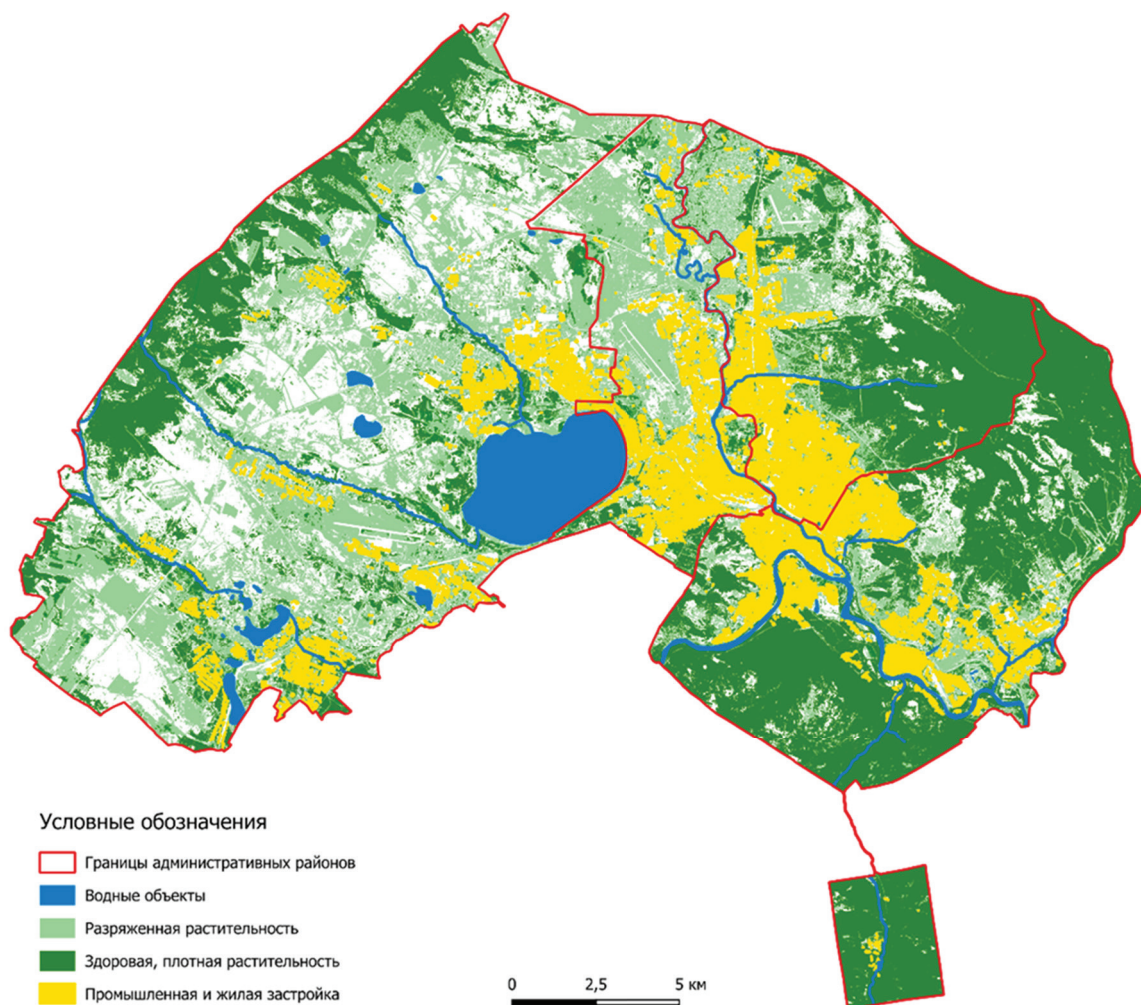 Условные обозначения
Границы административных районов
Водные объекты
Разряженная растительность
Здоровая, плотная растительность
Промышленная и жилая застройка
0 2,5 5 км